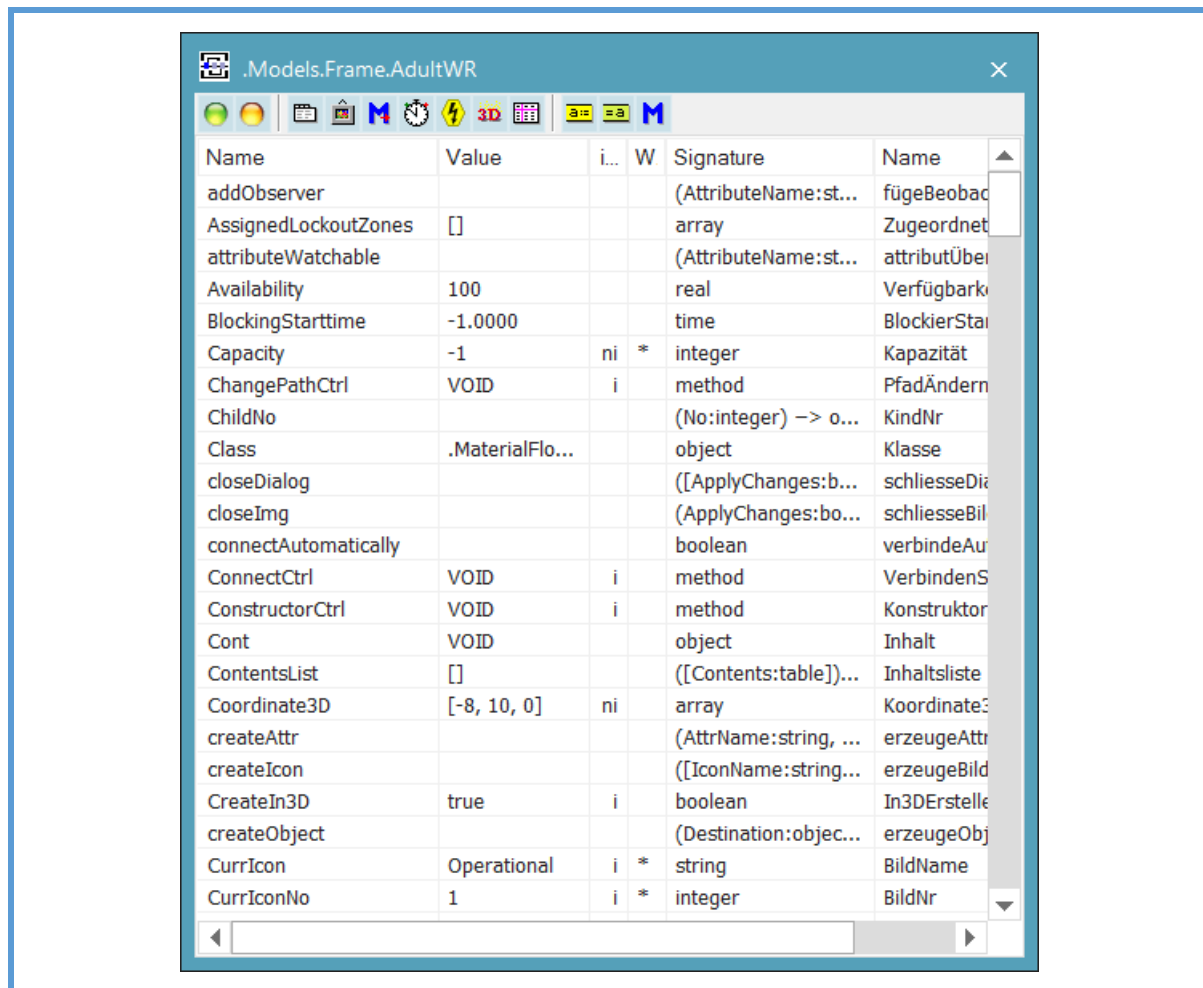 .Models.Frame.AdultWR
3D a:= =a M
Name Value i... W Signature Name
addObserver (AttributeName:st... fügeBeobac
AssignedLockoutZones [] array Zugeordnet
attributeWatchable (AttributeName:st... attributÜber
Availability 100 real Verfügbarke
BlockingStarttime -1.0000 time BlockierStar
Capacity -1 ni * integer Kapazität
ChangePathCtrl VOID i method PfadÄndern
ChildNo (No:integer) −> o... KindNr
Class .MaterialFlo... object Klasse
closeDialog ([ApplyChanges:b... schliesseDia
closeImg (ApplyChanges:bo... schliesseBil
connectAutomatically boolean verbindeAut
ConnectCtrl VOID i method VerbindenS
ConstructorCtrl VOID i method Konstruktor
Cont VOID object Inhalt
ContentsList [] ([Contents:table])... Inhaltsliste
Coordinate3D [-8, 10, 0] ni array Koordinate3
createAttr (AttrName:string, ... erzeugeAttr
createIcon ([IconName:string... erzeugeBild
CreateIn3D true i boolean In3DErstelle
createObject (Destination:objec... erzeugeObj
CurrIcon Operational i * string BildName
CurrIconNo 1 i * integer BildNr